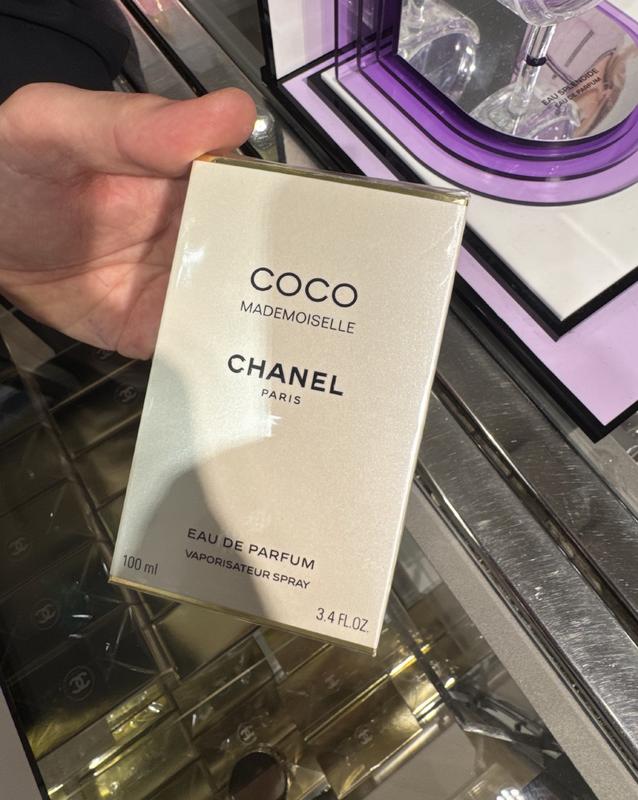 COCO
MADEMOISELLE
CHANEL
PARIS
EAU DE PARFUM
VAPORISATEUR SPRAY
100 ml
3.4 FL.OZ.
EAU SPLENDIDE
EAU DE PARFUM